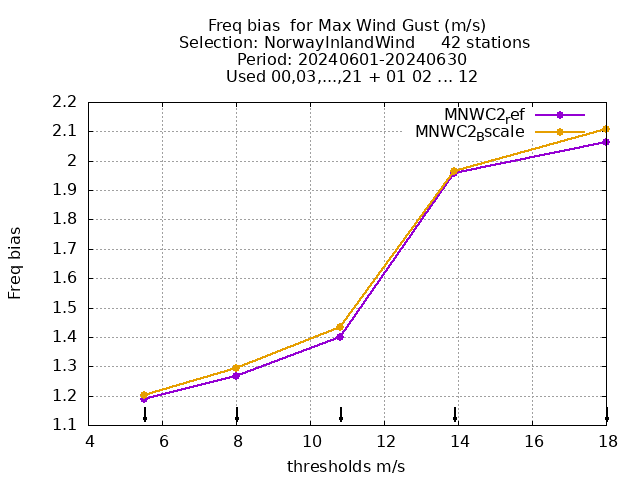 Freq bias  for Max Wind Gust (m/s)
Selection: NorwayInlandWind     42 stations
Period: 20240601-20240630
Used 00,03,...,21 + 01 02 ... 12
MNWC2ref
MNWC2Bscale
Freq bias
2.2
2.1
2
1.9
1.8
1.7
1.6
1.5
1.4
1.3
1.2
1.1
4 6 8 10 12 14 16 18
thresholds m/s